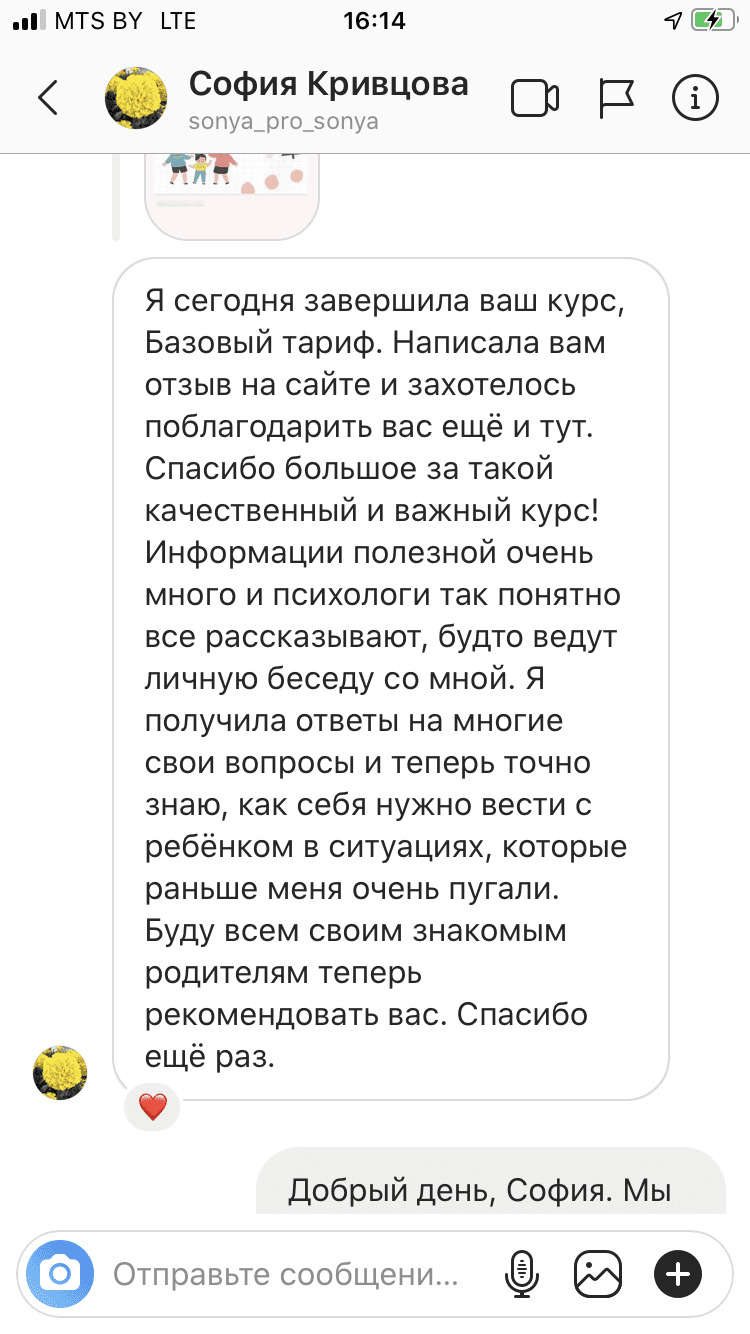 MTS BY LTE 16:14
София Кривцова
sonya_pro_sonya
Я сегодня завершила ваш курс,
Базовый тариф. Написала вам
отзыв на сайте и захотелось
поблагодарить вас ещё и тут.
Спасибо большое за такой
качественный и важный курс!
Информации полезной очень
много и психологи так понятно
все рассказывают, будто ведут
личную беседу со мной. Я
получила ответы на многие
свои вопросы и теперь точно
знаю, как себя нужно вести с
ребёнком в ситуациях, которые
раньше меня очень пугали.
Буду всем своим знакомым
родителям теперь
рекомендовать вас. Спасибо
ещё раз.
Добрый день, София. Мы
Отправьте сообщени...